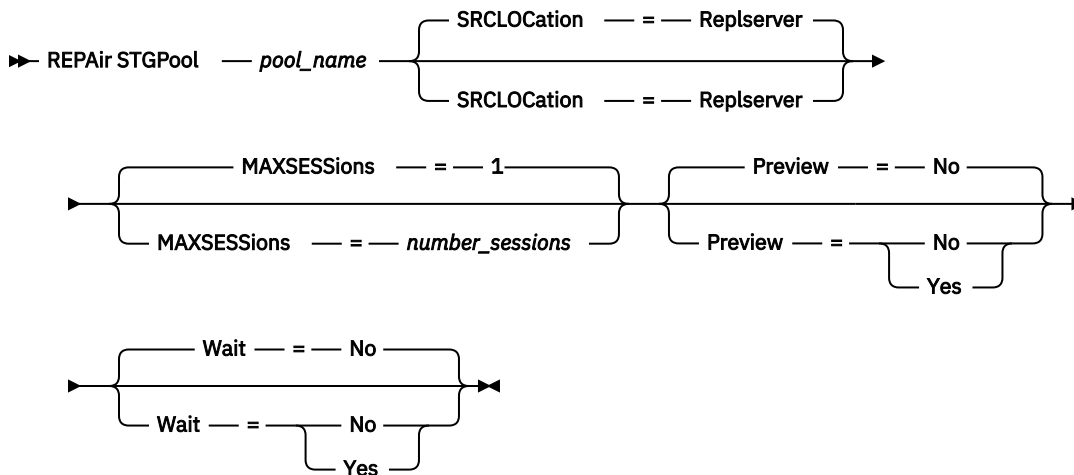 SRCLOCation = Replserver
REPAir STGPool pool_name
SRCLOCation = Replserver
MAXSESSions = 1 Preview = No
MAXSESSions = number_sessions Preview = No
Yes
Wait = No
Wait = No
Yes